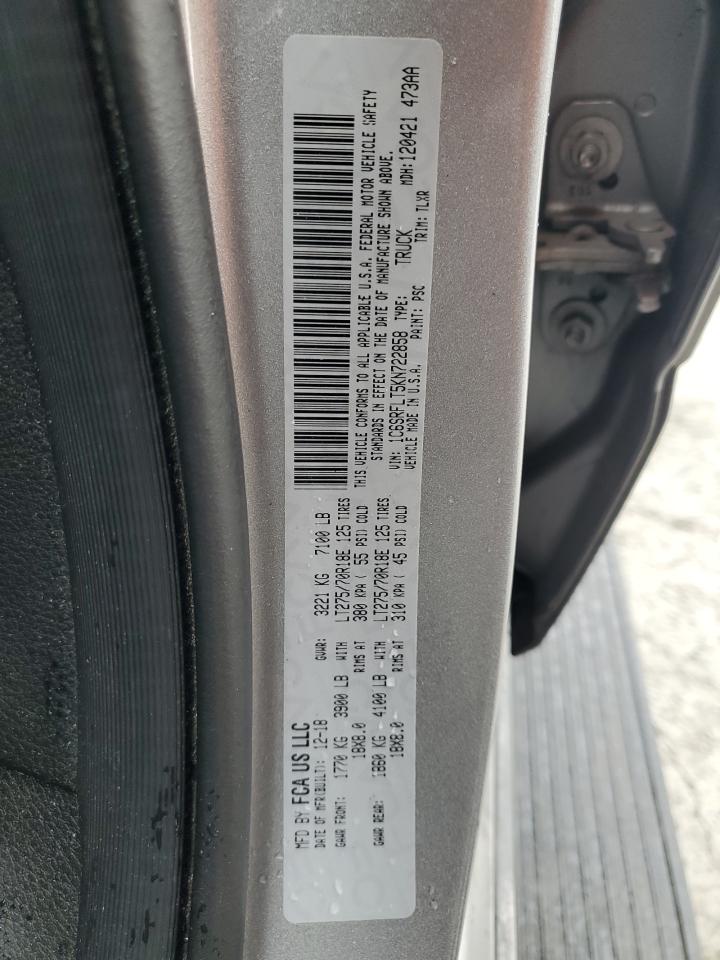 MFD BY FCA US LLC
DATE OF MFR(BUILT): 12-18 GVWR: 3221 KG 7100 LB
GAWR FRONT: 1770 KG 3900 LB WITH LT275/70R18E 125 TIRES
18X8.0 RIMS AT 380 KPA ( 55 PSI) COLD
GAWR REAR: 1860 KG 4100 LB WITH LT275/70R18E 125 TIRES
18X8.0 RIMS AT 310 KPA ( 45 PSI) COLD
THIS VEHICLE CONFORMS TO ALL APPLICABLE U.S.A. FEDERAL MOTOR VEHICLE SAFETY
STANDARDS IN EFFECT ON THE DATE OF MANUFACTURE SHOWN ABOVE.
VIN: 1C6SRFLT5KN722858 TYPE: TRUCK MDH: 120421 473AA
VEHICLE MADE IN U.S.A. PAINT: PSC TRIM: TLXR